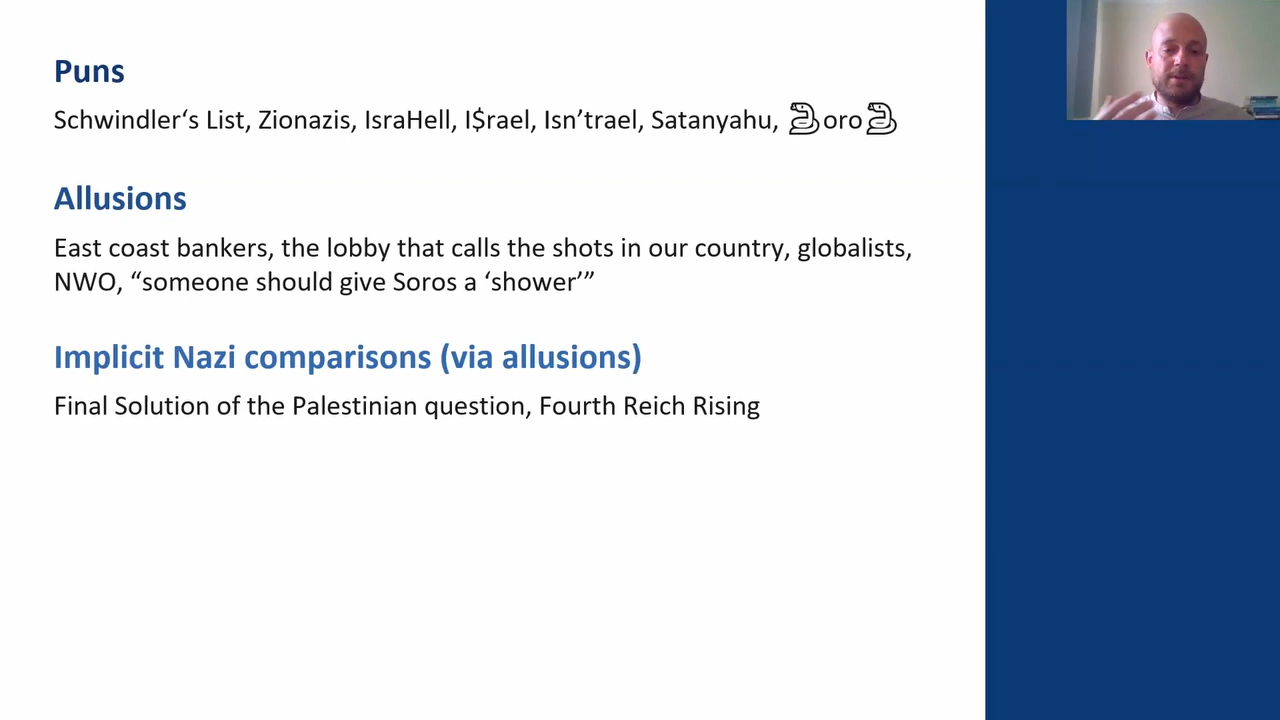 Puns
Schwindler‘s List, Zionazis, IsraHell, I$rael, Isn’trael, Satanyahu, 🐍oro🐍
Allusions
East coast bankers, the lobby that calls the shots in our country, globalists,
NWO, “someone should give Soros a ‘shower’”
Implicit Nazi comparisons (via allusions)
Final Solution of the Palestinian question, Fourth Reich Rising